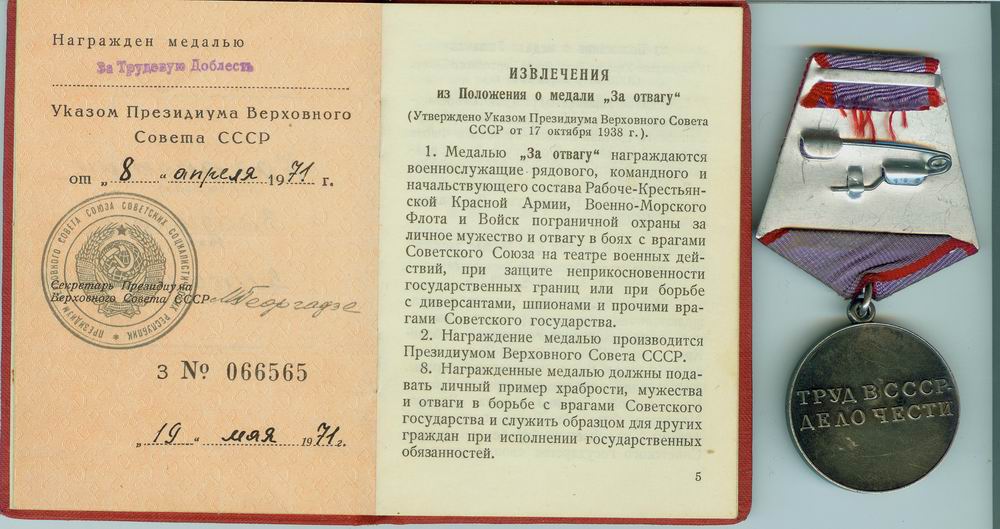 Награжден медалью
За Трудовую Доблесть
Указом Президиума Верховного
Совета СССР
от „ 8 “ апреля 1971 г.
Секретарь Президиума
Верховного Совета СССР МГеоргадзе
З № 066565
„ 19 “ мая 1971 г.
ИЗВЛЕЧЕНИЯ
из Положения о медали „За отвагу“
(Утверждено Указом Президиума Верховного Совета
СССР от 17 октября 1938 г.).
1. Медалью „За отвагу“ награждаются
военнослужащие рядового, командного и
начальствующего состава Рабоче-Крестьян-
ской Красной Армии, Военно-Морского
Флота и Войск пограничной охраны за
личное мужество и отвагу в боях с врагами
Советского Союза на театре военных дей-
ствий, при защите неприкосновенности
государственных границ или при борьбе
с диверсантами, шпионами и прочими вра-
гами Советского государства.
2. Награждение медалью производится
Президиумом Верховного Совета СССР.
8. Награжденные медалью должны пода-
вать личный пример храбрости, мужества
и отваги в борьбе с врагами Советского
государства и служить образцом для других
граждан при исполнении государственных
обязанностей.
5
ТРУД В СССР-
ДЕЛО ЧЕСТИ